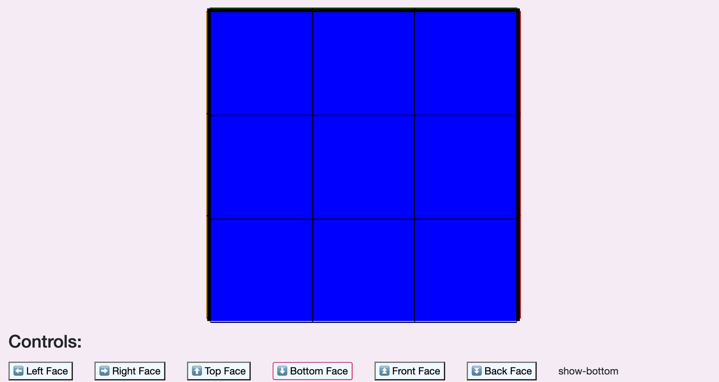 Controls:
⬅️ Left Face ➡️ Right Face ⬆️ Top Face ⬇️ Bottom Face ⏫ Front Face ⏬ Back Face show-bottom